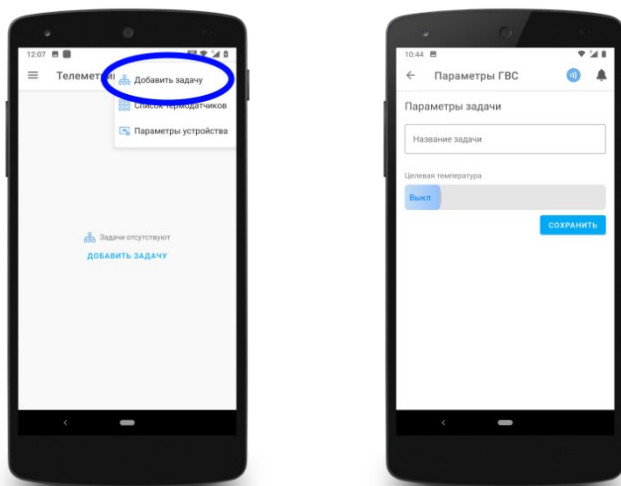 12:07
Телеметри
Добавить задачу
Список термодатчиков
Параметры устройства
Задачи отсутствуют
ДОБАВИТЬ ЗАДАЧУ
10:44
Параметры ГВС
Параметры задачи
Название задачи
Целевая температура
Выкл
СОХРАНИТЬ